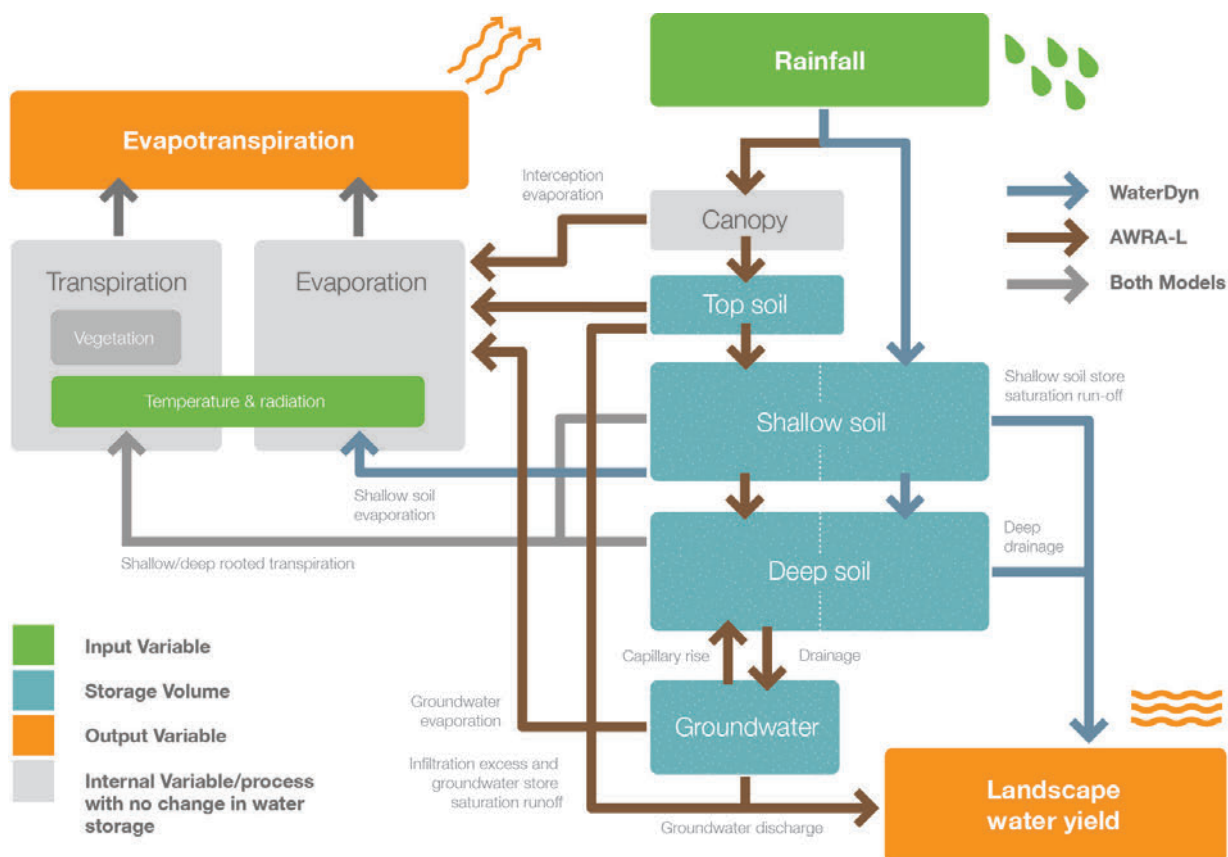 Rainfall
Evapotranspiration
Interception
evaporation
WaterDyn
AWRA-L
Both Models
Canopy
Transpiration
Evaporation
Vegetation
Top soil
Temperature & radiation
Shallow soil
Shallow soil store
saturation run-off
Shallow soil
evaporation
Deep soil
Deep
drainage
Shallow/deep rooted transpiration
Input Variable
Storage Volume
Output Variable
Internal Variable/process
with no change in water
storage
Capillary rise
Drainage
Groundwater
evaporation
Groundwater
Infiltration excess and
groundwater store
saturation runoff
Groundwater discharge
Landscape
water yield